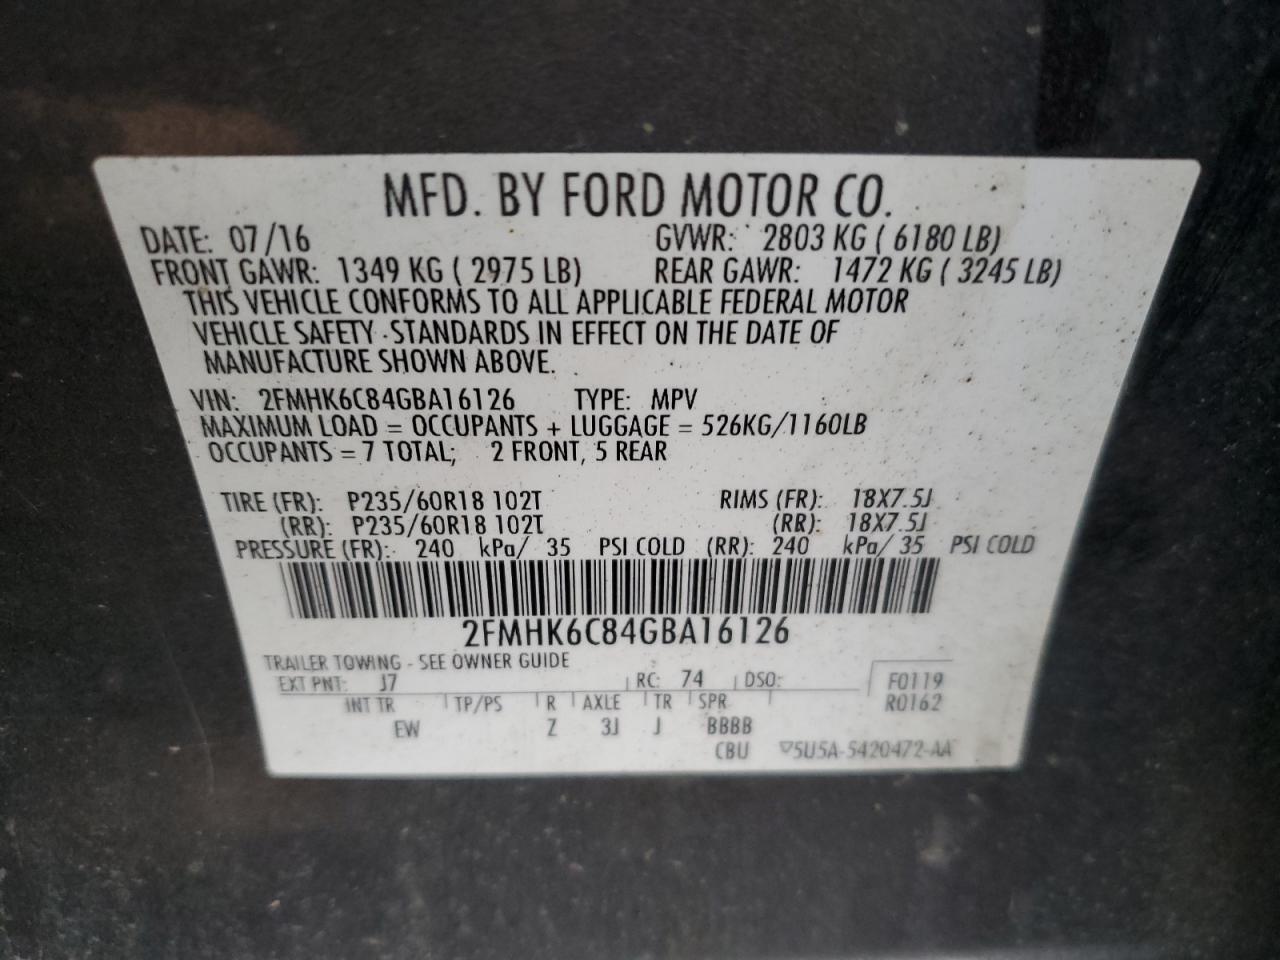 MFD. BY FORD MOTOR CO.
DATE: 07/16 GVWR: 2803 KG ( 6180 LB)
FRONT GAWR: 1349 KG ( 2975 LB) REAR GAWR: 1472 KG ( 3245 LB)
THIS VEHICLE CONFORMS TO ALL APPLICABLE FEDERAL MOTOR
VEHICLE SAFETY STANDARDS IN EFFECT ON THE DATE OF
MANUFACTURE SHOWN ABOVE.
VIN: 2FMHK6C84GBA16126 TYPE: MPV
MAXIMUM LOAD = OCCUPANTS + LUGGAGE = 526KG/1160LB
OCCUPANTS = 7 TOTAL; 2 FRONT, 5 REAR
TIRE (FR): P235/60R18 102T RIMS (FR): 18X7.5J
(RR): P235/60R18 102T (RR): 18X7.5J
PRESSURE (FR): 240 kPa/ 35 PSI COLD (RR): 240 kPa/ 35 PSI COLD
2FMHK6C84GBA16126
TRAILER TOWING - SEE OWNER GUIDE
EXT PNT: J7 RC: 74 DSO: F0119
INT TR TP/PS R AXLE TR SPR R0162
EW Z 3J J BBBB
CBU ▽5U5A-5420472-AA